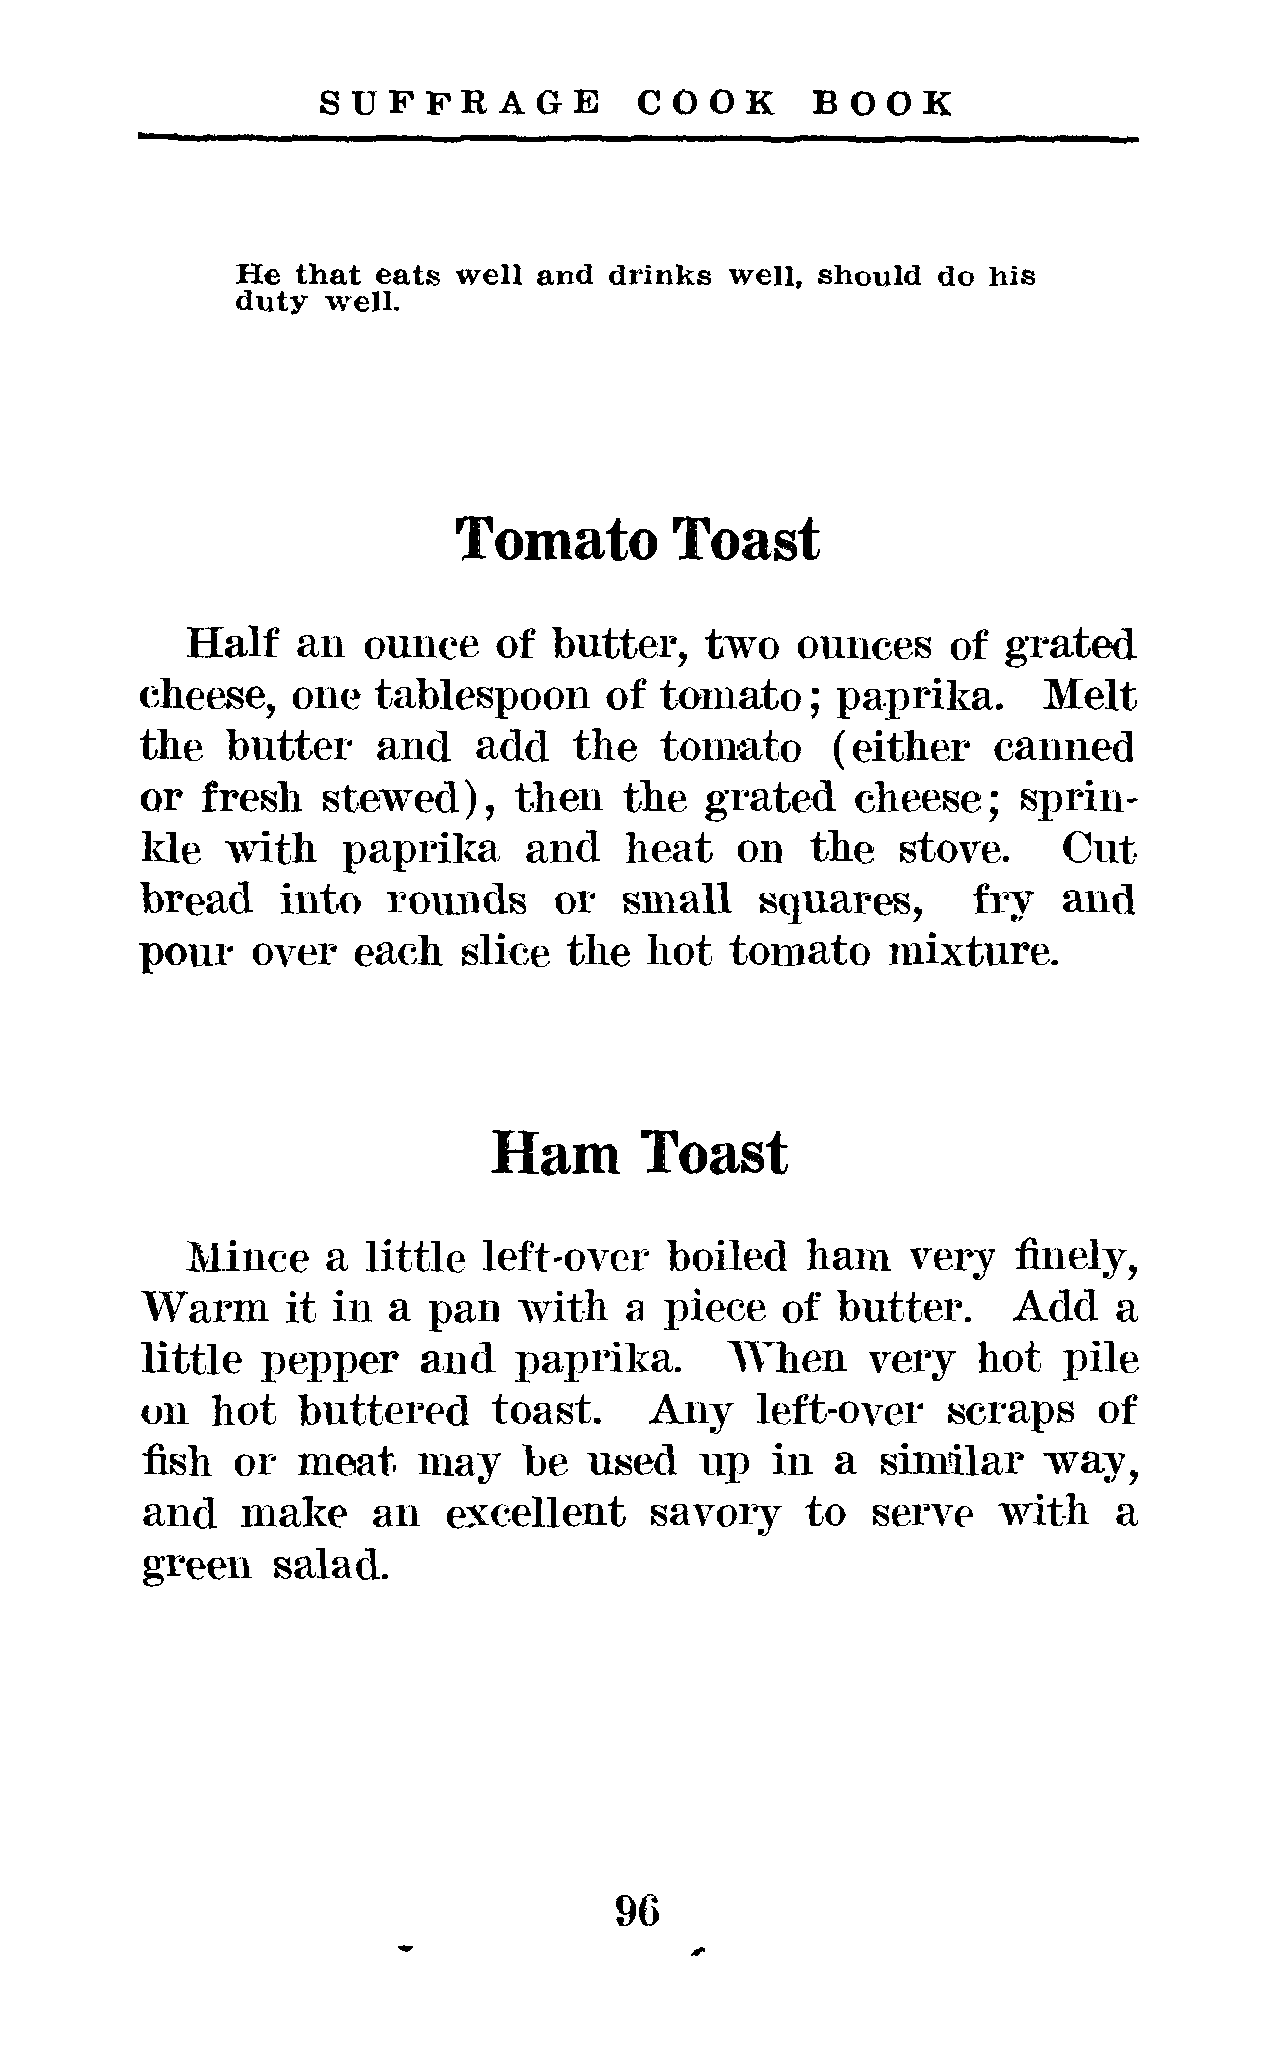 SUFFRAGE COOK BOOK
He that eats well and drinks well, should do his
duty well.
Tomato Toast
Half an ounce of butter, two ounces of grated
cheese, one tablespoon of tomato; paprika. Melt
the butter and add the tomato (either canned
or fresh stewed), then the grated cheese; sprin-
kle with paprika and heat on the stove. Cut
bread into rounds or small squares, fry and
pour over each slice the hot tomato mixture.
Ham Toast
Mince a little left-over boiled ham very finely,
Warm it in a pan with a piece of butter. Add a
little pepper and paprika. When very hot pile
on hot buttered toast. Any left-over scraps of
fish or meat may be used up in a similar way,
and make an excellent savory to serve with a
green salad.
96